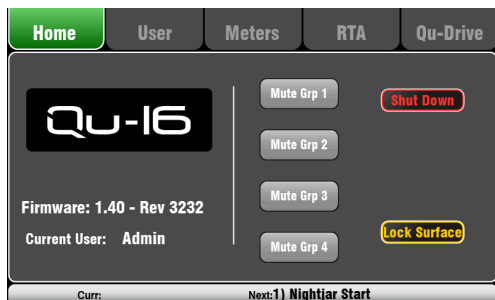 Home User Meters RTA Qu-Drive
Qu-16
Mute Grp 1
Shut Down
Mute Grp 2
Firmware: 1.40 - Rev 3232
Mute Grp 3
Current User: Admin
Lock Surface
Mute Grp 4
Curr: Next:1) Nightjar Start